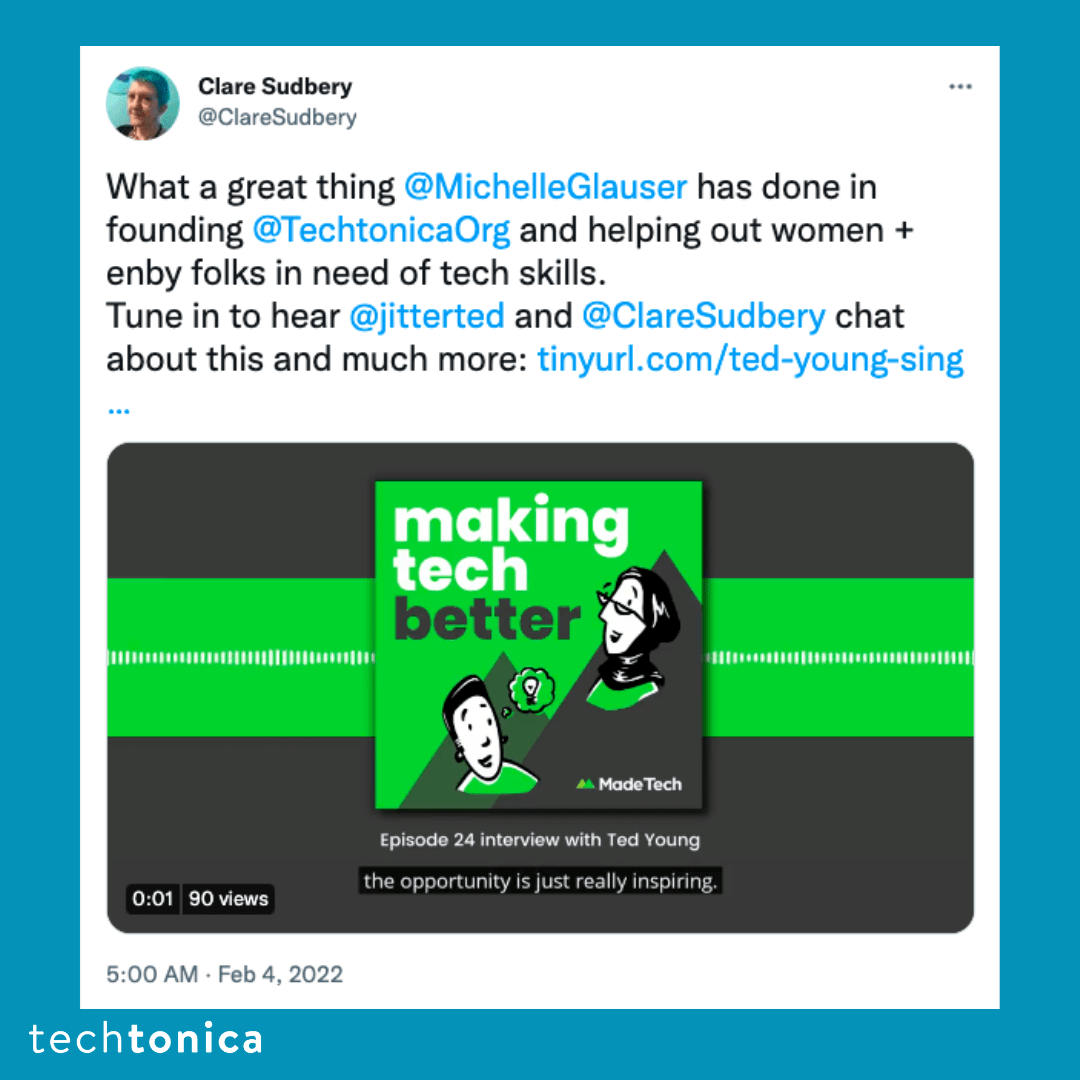 Clare Sudbery
@ClareSudbery
What a great thing @MichelleGlauser has done in
founding @TechtonicaOrg and helping out women +
enby folks in need of tech skills.
Tune in to hear @jitterted and @ClareSudbery chat
about this and much more: tinyurl.com/ted-young-sing
...
making
tech
better
MadeTech
Episode 24 interview with Ted Young
the opportunity is just really inspiring.
0:01 90 views
5:00 AM · Feb 4, 2022
techtonica